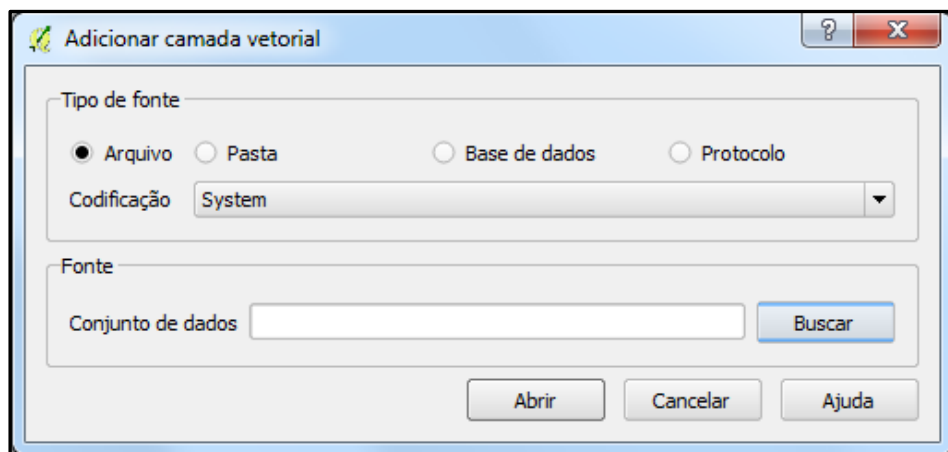 Adicionar camada vetorial
Tipo de fonte
Arquivo Pasta Base de dados Protocolo
Codificação System
Fonte
Conjunto de dados Buscar
Abrir Cancelar Ajuda